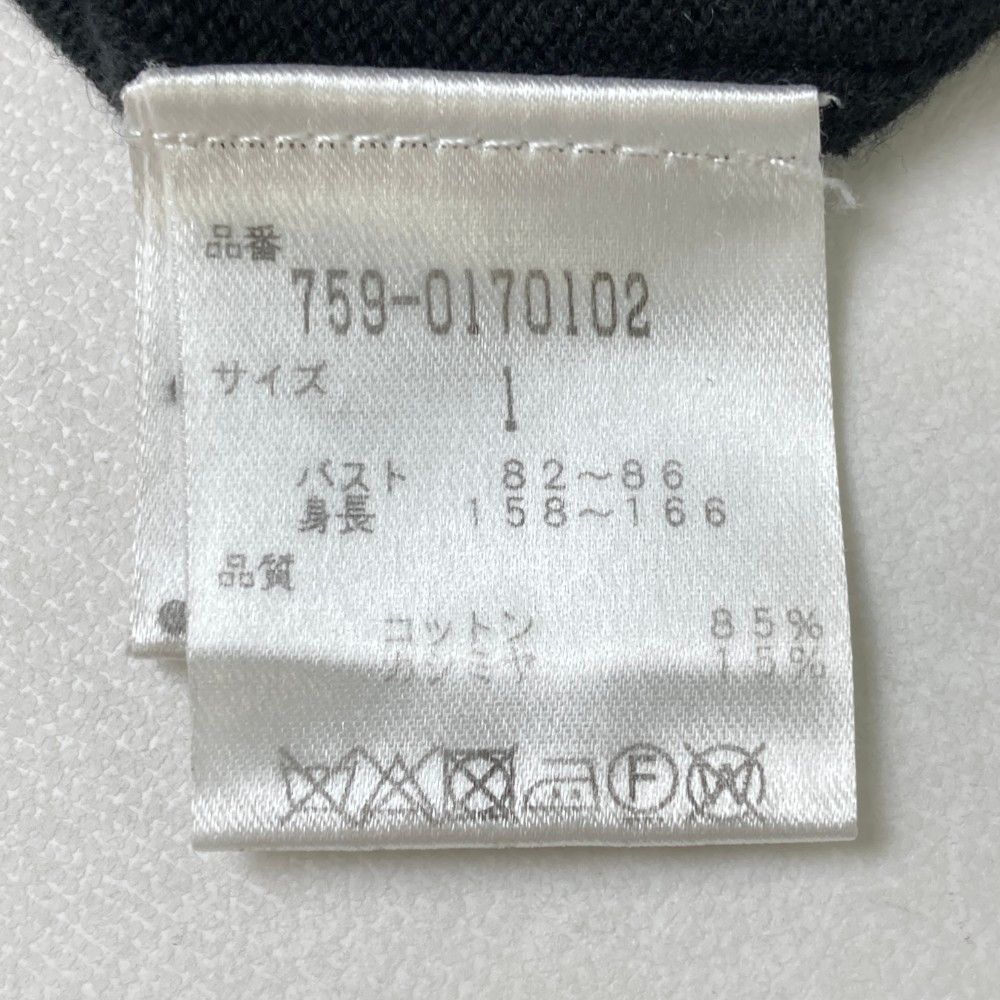 品番
759-0170102
サイズ 1
バスト 82～86
身長 158～166
品質
コットン 85%
カシミヤ 15%
F
W